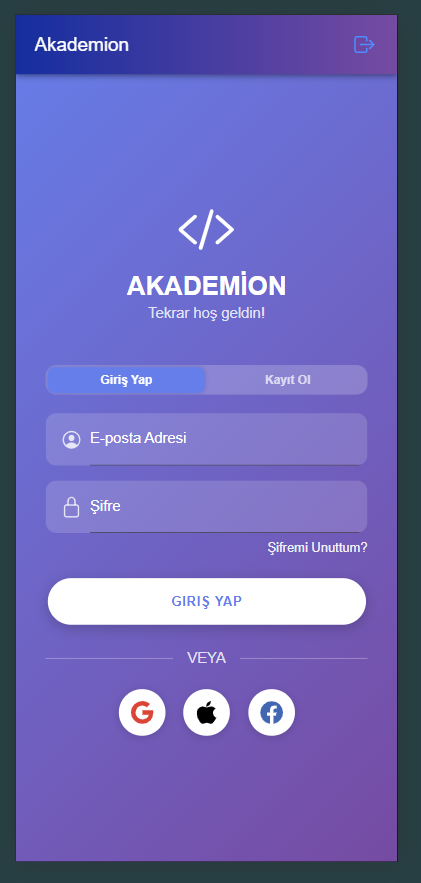 Akademion
AKADEMİON
Tekrar hoş geldin!
Giriş Yap
Kayıt Ol
E-posta Adresi
Şifre
Şifremi Unuttum?
GIRIŞ YAP
VEYA